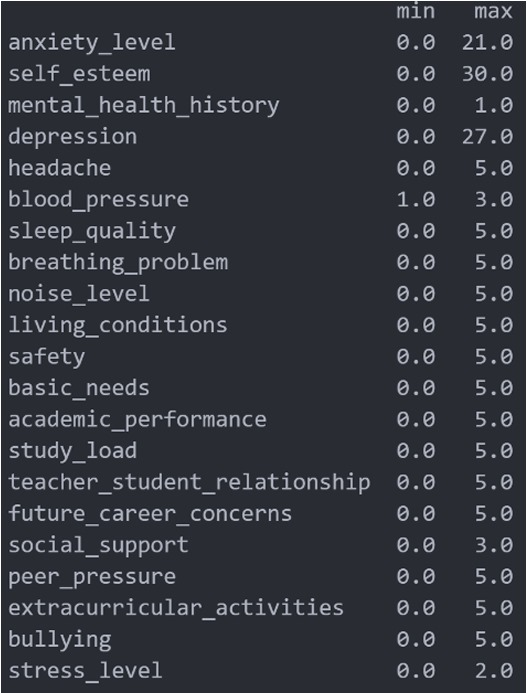 min max
anxiety_level 0.0 21.0
self_esteem 0.0 30.0
mental_health_history 0.0 1.0
depression 0.0 27.0
headache 0.0 5.0
blood_pressure 1.0 3.0
sleep_quality 0.0 5.0
breathing_problem 0.0 5.0
noise_level 0.0 5.0
living_conditions 0.0 5.0
safety 0.0 5.0
basic_needs 0.0 5.0
academic_performance 0.0 5.0
study_load 0.0 5.0
teacher_student_relationship 0.0 5.0
future_career_concerns 0.0 5.0
social_support 0.0 3.0
peer_pressure 0.0 5.0
extracurricular_activities 0.0 5.0
bullying 0.0 5.0
stress_level 0.0 2.0